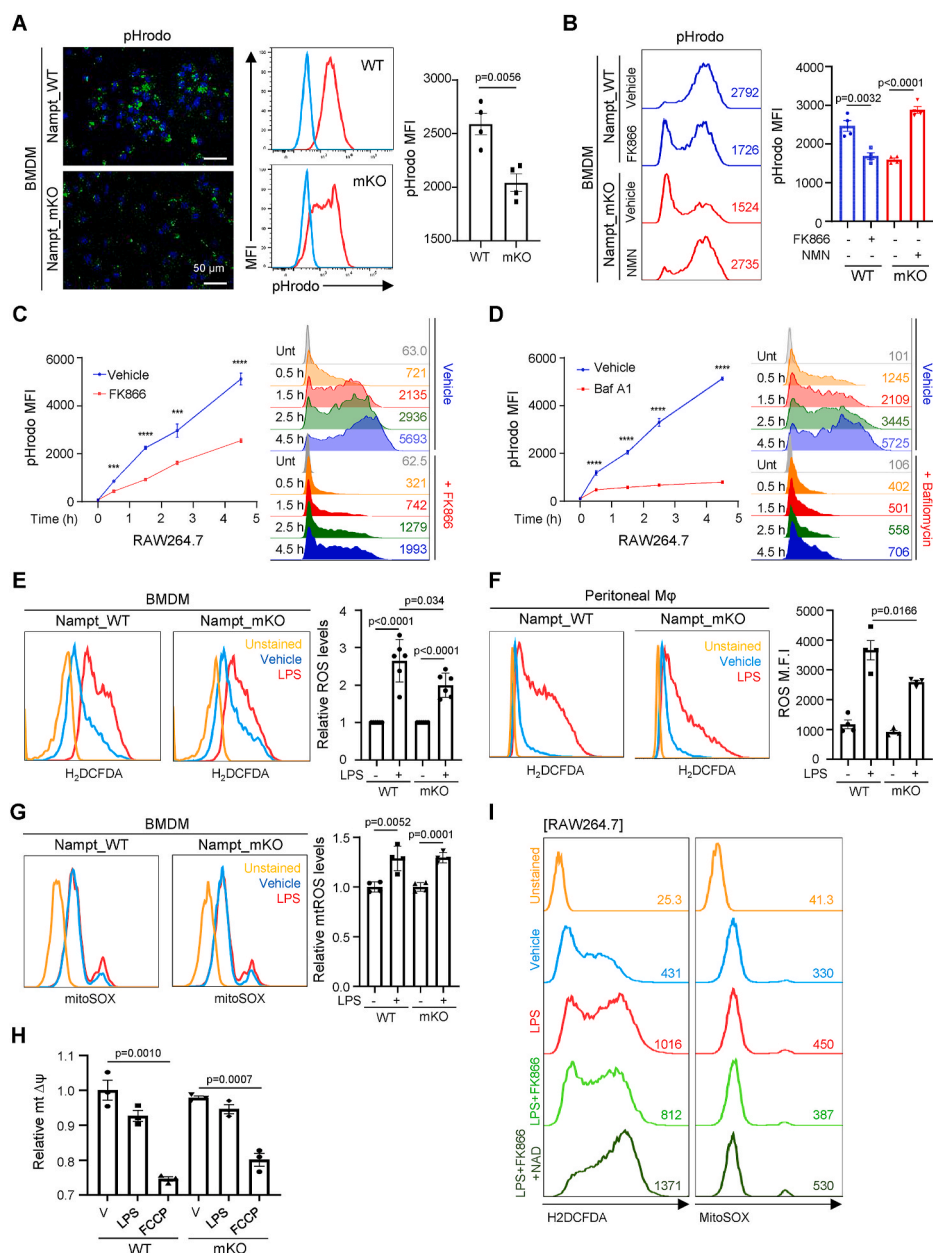 A
pHrodo
BMDM
Nampt_WT
Nampt_mKO
50 µm
WT
mKO
MFI
pHrodo
pHrodo MFI
3000
2500
2000
1500
p=0.0056
WT mKO
B
pHrodo
BMDM
Nampt_WT
Nampt_mKO
Vehicle
2792
FK866
1726
Vehicle
1524
NMN
2735
pHrodo MFI
4000
3000
2000
1000
0
p=0.0032
p<0.0001
FK866 - + - -
NMN - - - +
WT mKO
C
pHrodo MFI
6000
4000
2000
0
Vehicle
FK866
***
****
***
****
Time (h) 0 1 2 3 4 5
RAW264.7
Unt 63.0
0.5 h 721
1.5 h 2135
2.5 h 2936
4.5 h 5693
Vehicle
Unt 62.5
0.5 h 321
1.5 h 742
2.5 h 1279
4.5 h 1993
+ FK866
D
pHrodo MFI
6000
4000
2000
0
Vehicle
Baf A1
****
****
****
****
Time (h) 0 1 2 3 4 5
RAW264.7
Unt 101
0.5 h 1245
1.5 h 2109
2.5 h 3445
4.5 h 5725
Vehicle
Unt 106
0.5 h 402
1.5 h 501
2.5 h 558
4.5 h 706
+ Bafilomycin
E
BMDM
Nampt_WT
Nampt_mKO
Unstained
Vehicle
LPS
H₂DCFDA
H₂DCFDA
Relative ROS levels
4
3
2
1
0
p=0.034
p<0.0001
p<0.0001
LPS - + - +
WT mKO
F
Peritoneal Mφ
Nampt_WT
Nampt_mKO
Unstained
Vehicle
LPS
H₂DCFDA
H₂DCFDA
ROS M.F.I
5000
4000
3000
2000
1000
0
p=0.0166
LPS - + - +
WT mKO
G
BMDM
Nampt_WT
Nampt_mKO
Unstained
Vehicle
LPS
mitoSOX
mitoSOX
Relative mtROS levels
1.5
1.0
0.5
0.0
p=0.0052
p=0.0001
LPS - + - +
WT mKO
H
Relative mt Δψ
1.1
1.0
0.9
0.8
0.7
p=0.0010
p=0.0007
V LPS FCCP V LPS FCCP
WT mKO
I
[RAW264.7]
Unstained
25.3
41.3
Vehicle
431
330
LPS
1016
450
LPS+FK866
812
387
LPS+FK866
+NAD
1371
530
H2DCFDA
MitoSOX